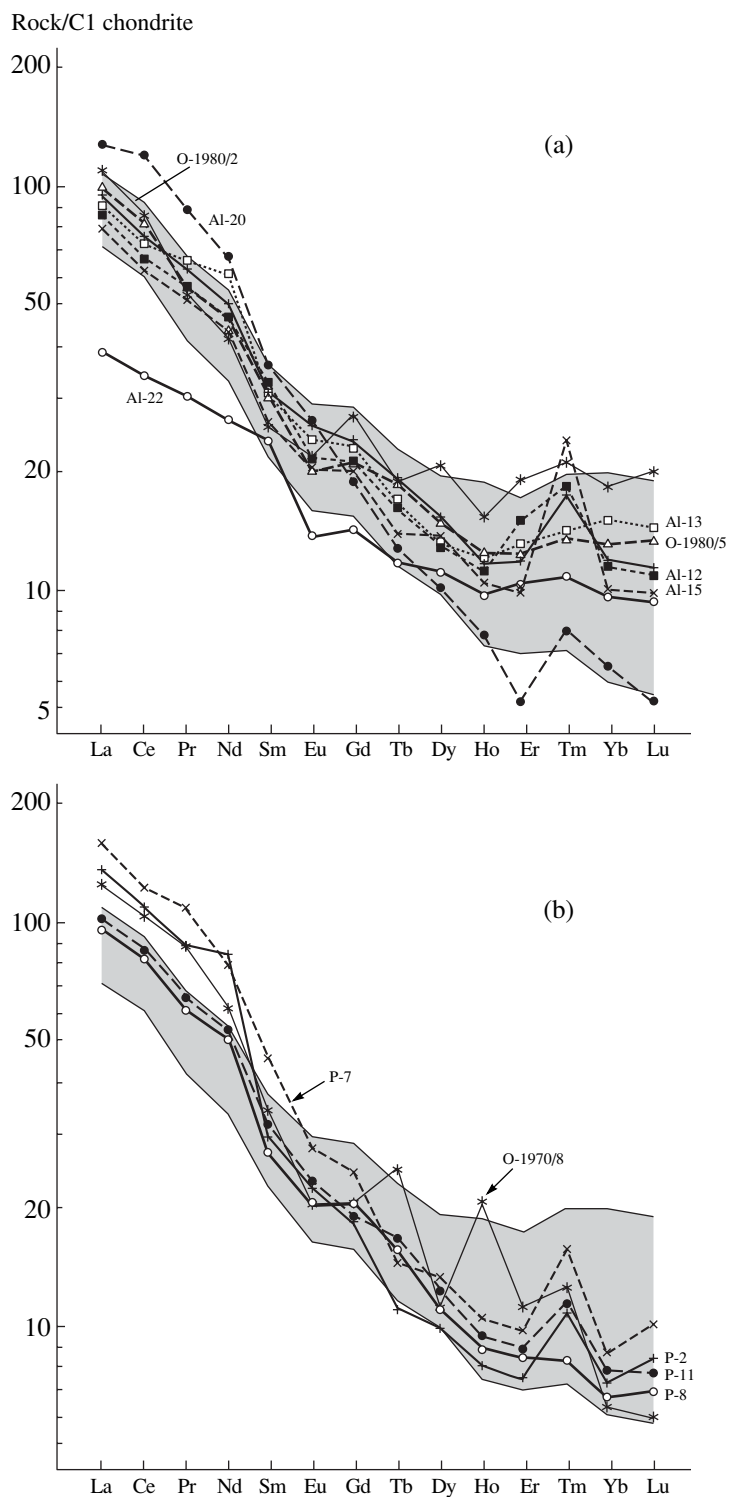 Rock/C1 chondrite
200
(a)
O-1980/2
100
Al-20
50
Al-22
20
Al-13
O-1980/5
Al-12
Al-15
10
5
La Ce Pr Nd Sm Eu Gd Tb Dy Ho Er Tm Yb Lu
200
100
(b)
50
P-7
O-1970/8
20
10
P-2
P-11
P-8
La Ce Pr Nd Sm Eu Gd Tb Dy Ho Er Tm Yb Lu